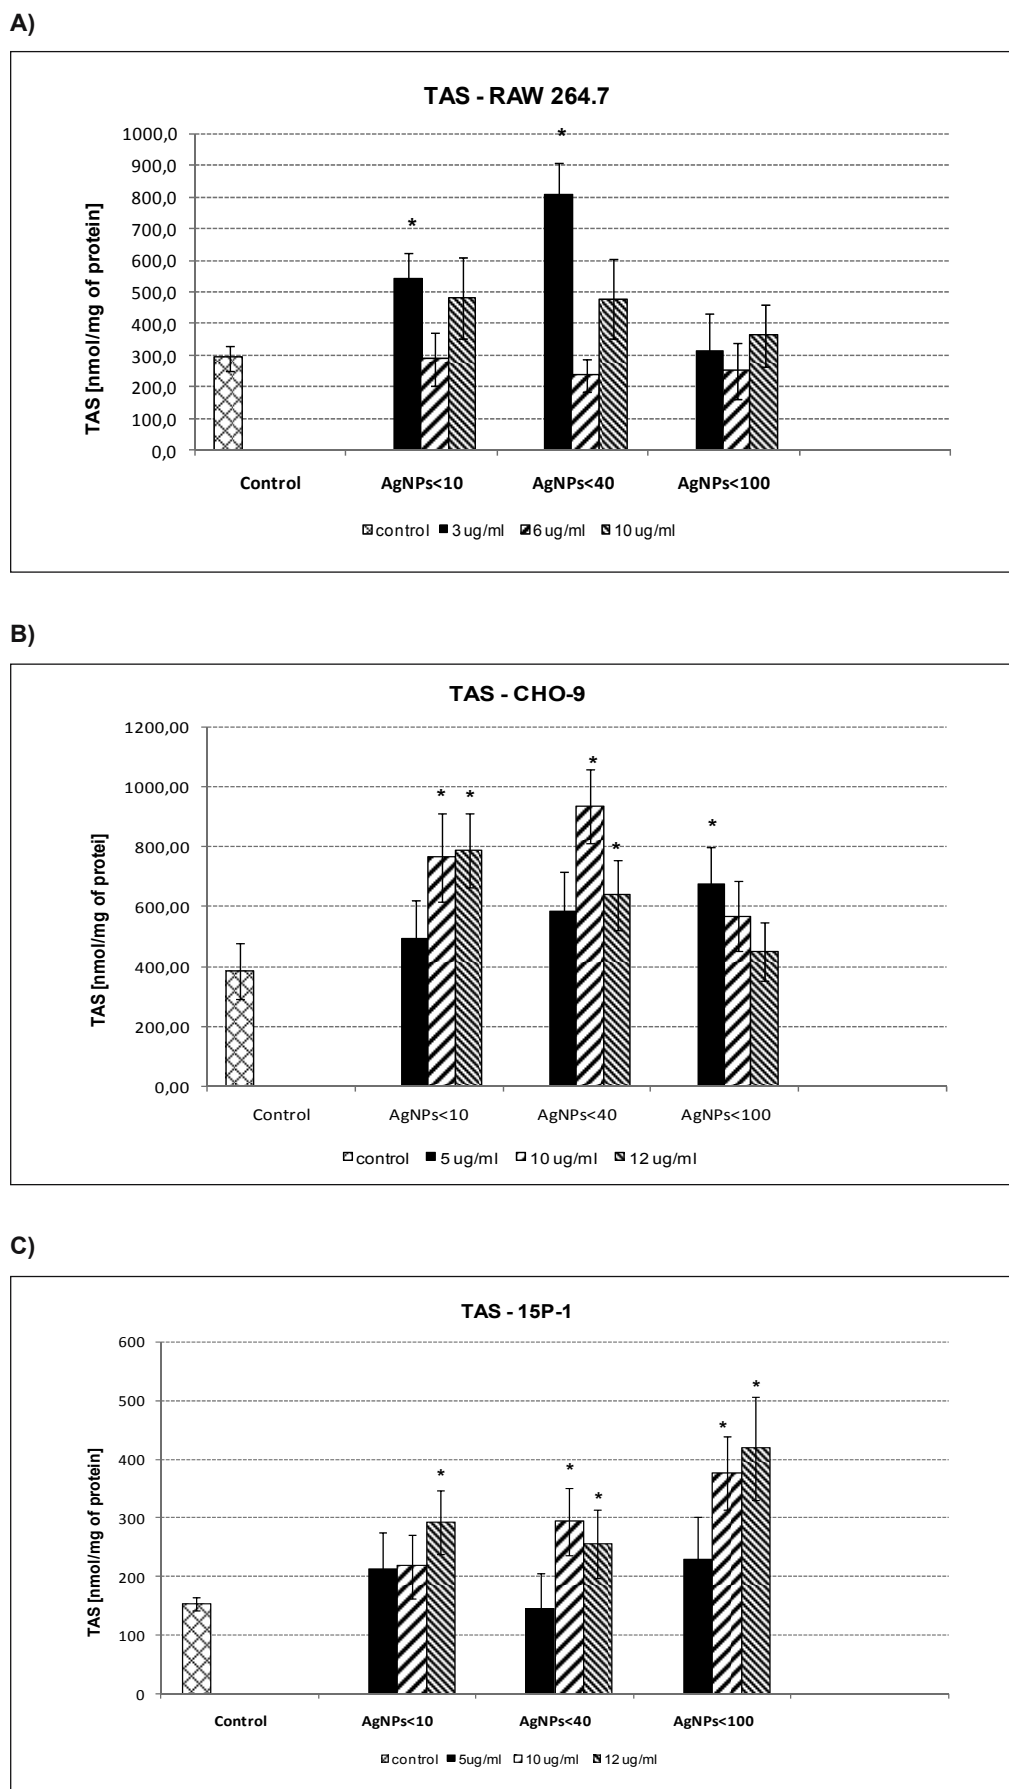 A)
TAS - RAW 264.7
TAS [nmol/mg of protein]
1000,0
900,0
800,0
700,0
600,0
500,0
400,0
300,0
200,0
100,0
0,0
*
*
Control AgNPs<10 AgNPs<40 AgNPs<100
control 3 ug/ml 6 ug/ml 10 ug/ml
B)
TAS - CHO-9
TAS [nmol/mg of protei]
1200,00
1000,00
800,00
600,00
400,00
200,00
0,00
* * * * *
Control AgNPs<10 AgNPs<40 AgNPs<100
control 5 ug/ml 10 ug/ml 12 ug/ml
C)
TAS - 15P-1
TAS [nmol/mg of protein]
600
500
400
300
200
100
0
* * * * *
Control AgNPs<10 AgNPs<40 AgNPs<100
control 5ug/ml 10 ug/ml 12 ug/ml